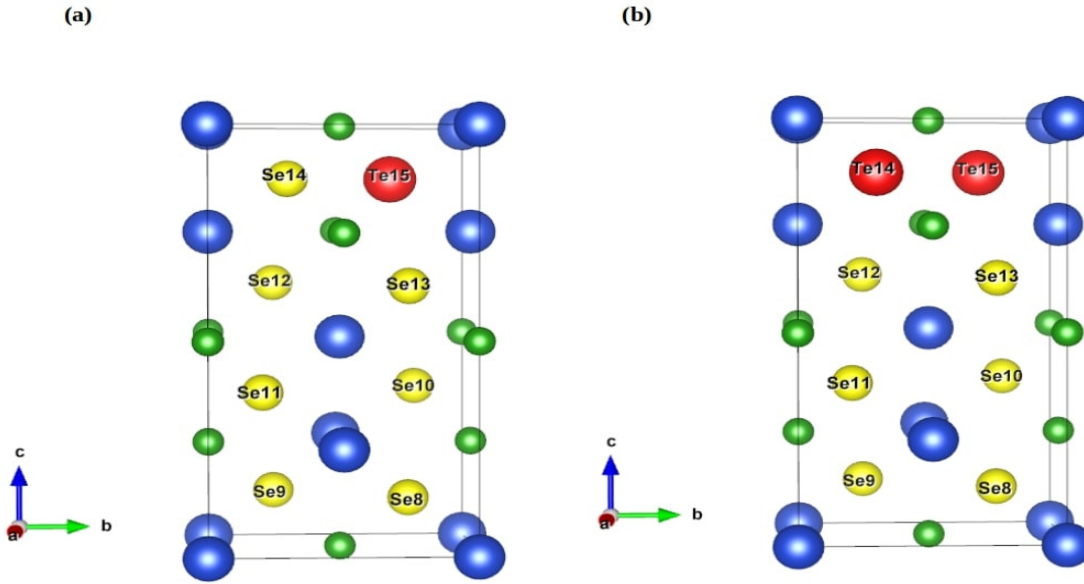 (a)
(b)
Se14 Te15
Se12 Se13
Se11 Se10
Se9 Se8
c
b
a
Te14 Te15
Se12 Se13
Se11 Se10
Se9 Se8
c
b
a